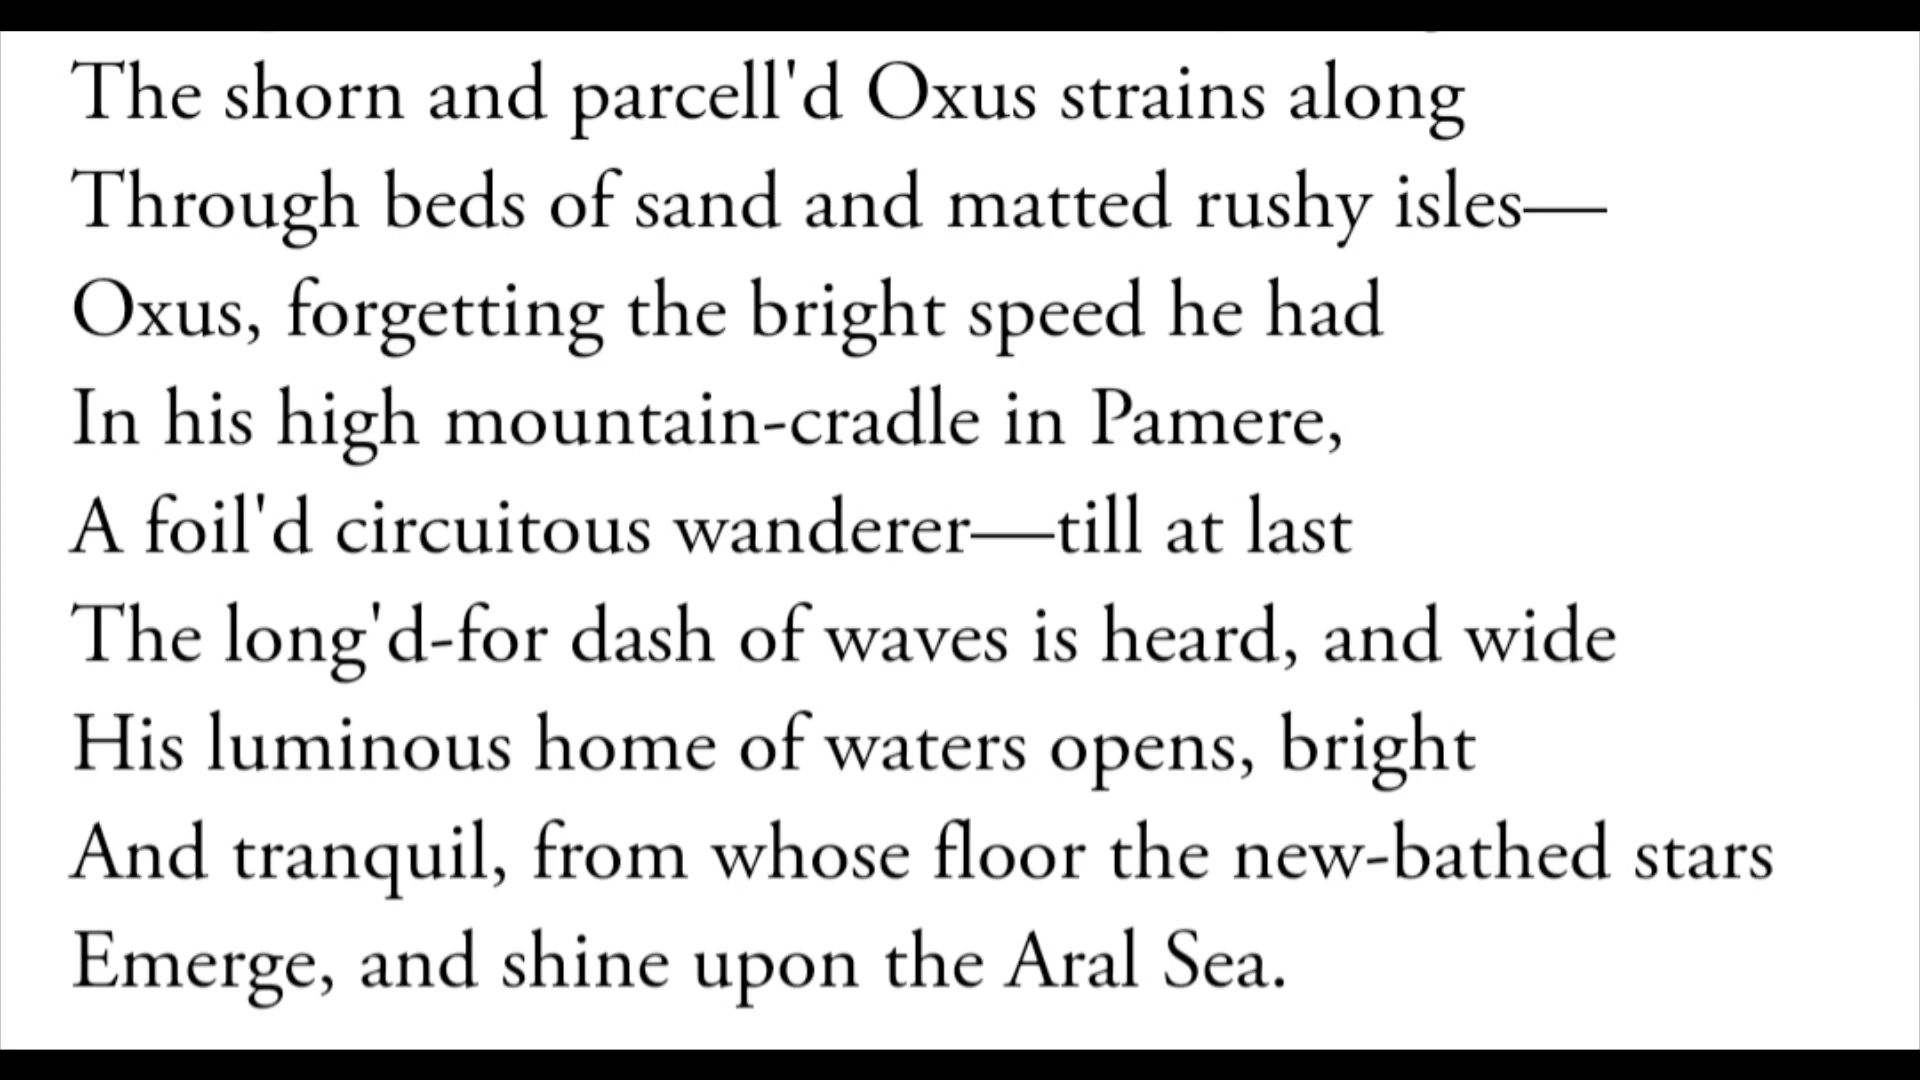 The shorn and parcell'd Oxus strains along
Through beds of sand and matted rushy isles—
Oxus, forgetting the bright speed he had
In his high mountain-cradle in Pamere,
A foil'd circuitous wanderer—till at last
The long'd-for dash of waves is heard, and wide
His luminous home of waters opens, bright
And tranquil, from whose floor the new-bathed stars
Emerge, and shine upon the Aral Sea.